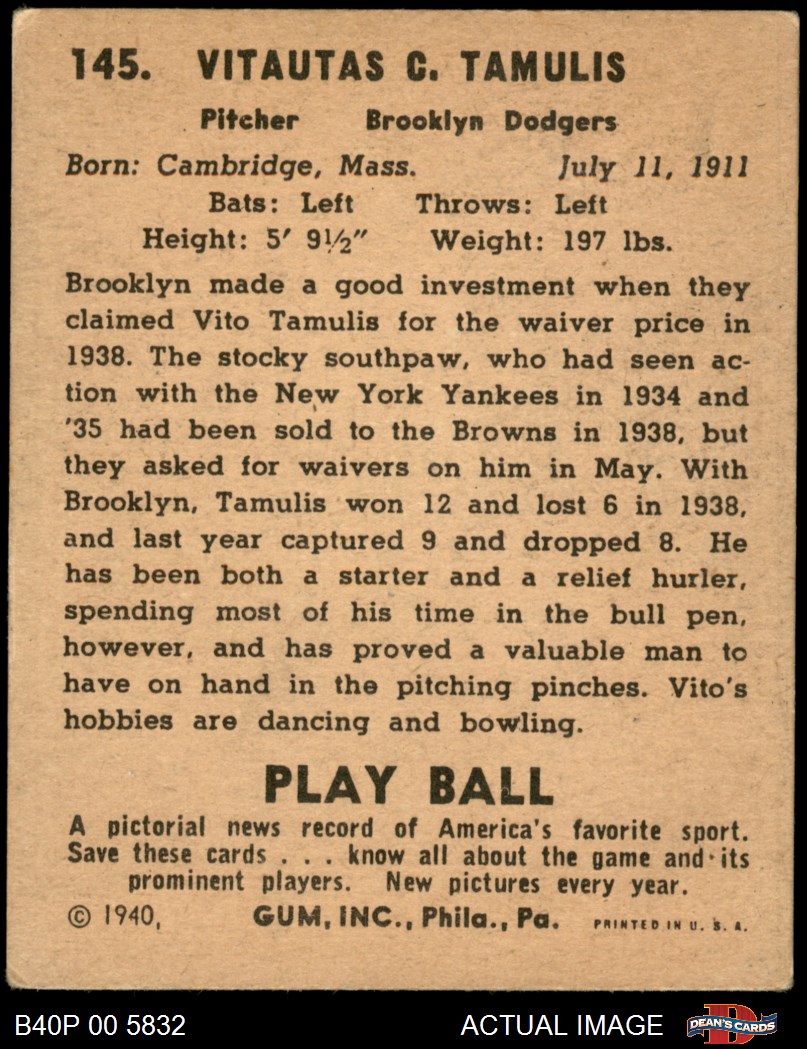 145. VITAUTAS C. TAMULIS
Pitcher Brooklyn Dodgers
Born: Cambridge, Mass. July 11, 1911
Bats: Left Throws: Left
Height: 5' 9½" Weight: 197 lbs.
Brooklyn made a good investment when they
claimed Vito Tamulis for the waiver price in
1938. The stocky southpaw, who had seen ac-
tion with the New York Yankees in 1934 and
'35 had been sold to the Browns in 1938, but
they asked for waivers on him in May. With
Brooklyn, Tamulis won 12 and lost 6 in 1938,
and last year captured 9 and dropped 8. He
has been both a starter and a relief hurler,
spending most of his time in the bull pen,
however, and has proved a valuable man to
have on hand in the pitching pinches. Vito's
hobbies are dancing and bowling.
PLAY BALL
A pictorial news record of America's favorite sport.
Save these cards . . . know all about the game and its
prominent players. New pictures every year.
© 1940, GUM, INC., Phila., Pa. PRINTED IN U. S. A.
B40P 00 5832 ACTUAL IMAGE DEAN'S CARDS